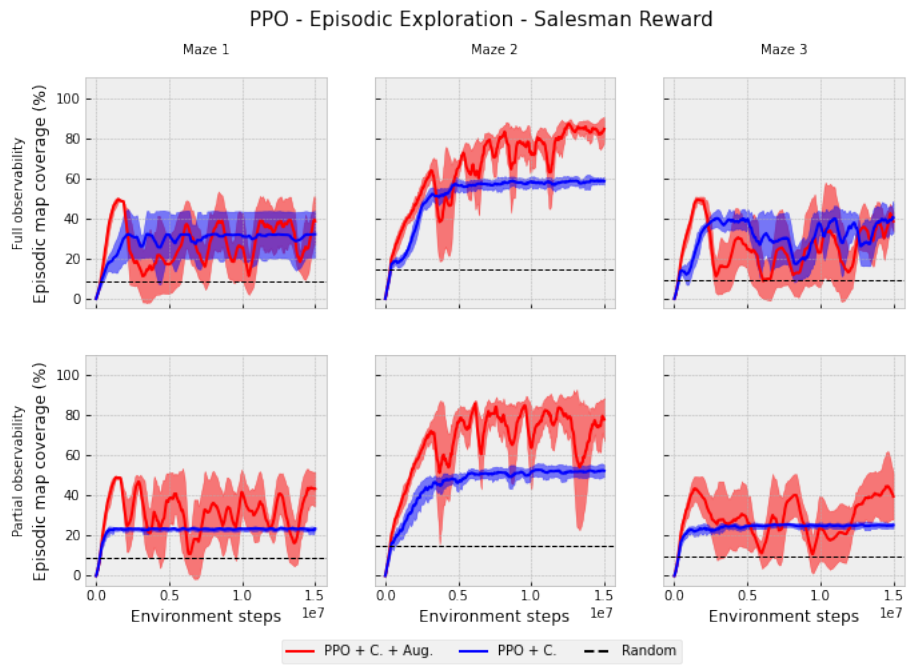 PPO - Episodic Exploration - Salesman Reward
Maze 1
Maze 2
Maze 3
Full observability
Episodic map coverage (%)
100
80
60
40
20
0
Partial observability
Episodic map coverage (%)
100
80
60
40
20
0
0.0 0.5 1.0 1.5
1e7
Environment steps
0.0 0.5 1.0 1.5
1e7
Environment steps
0.0 0.5 1.0 1.5
1e7
Environment steps
PPO + C. + Aug. PPO + C. Random